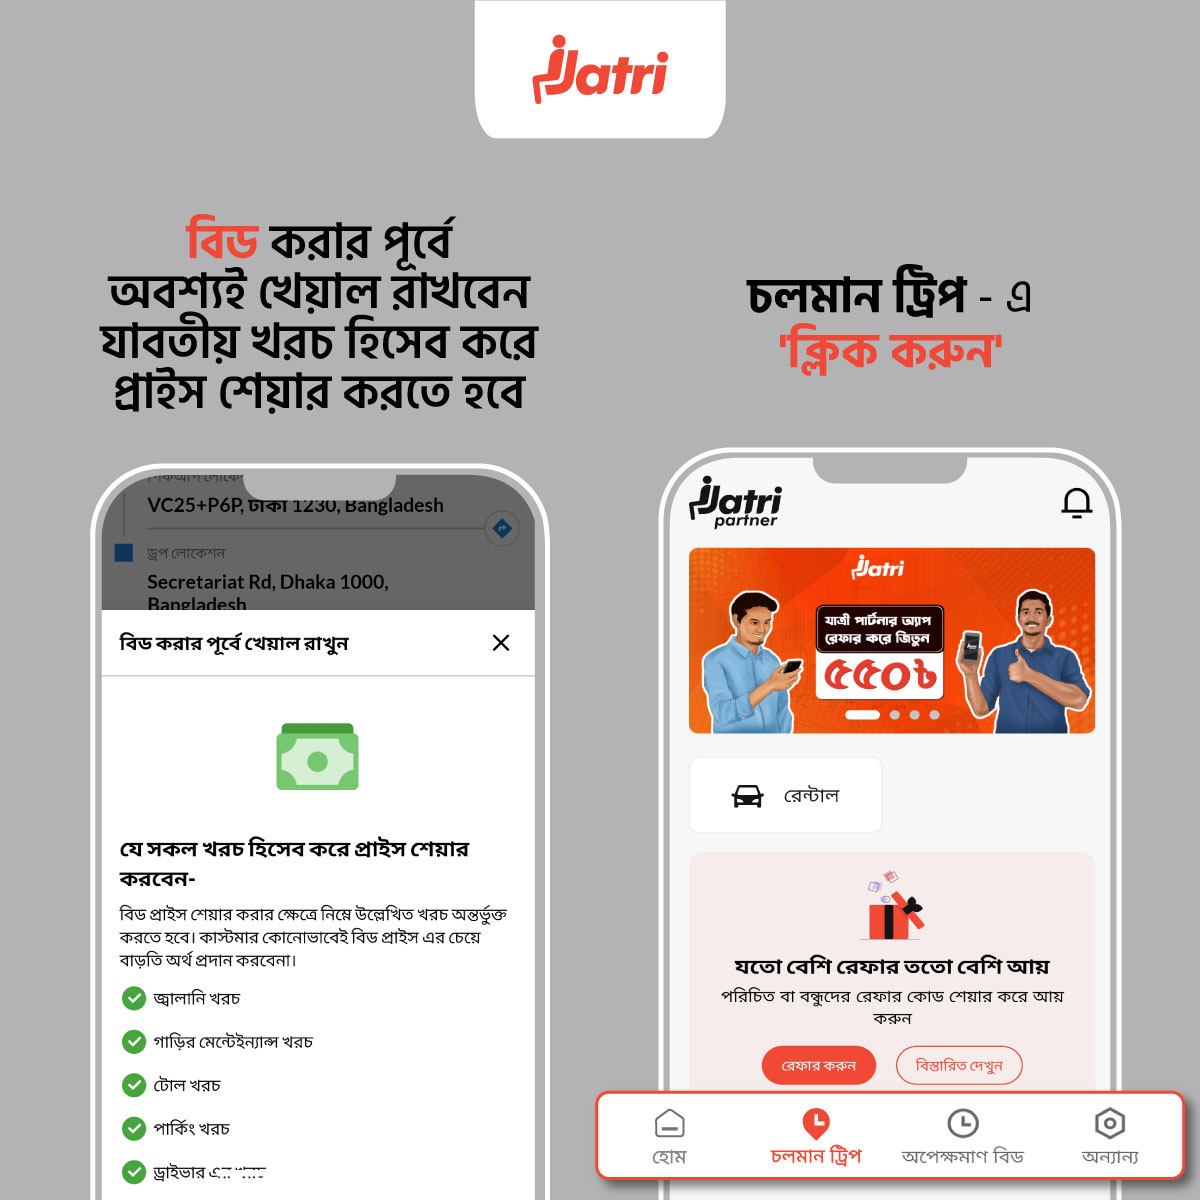 Jatri
বিড করার পূর্বে
অবশ্যই খেয়াল রাখবেন
যাবতীয় খরচ হিসেব করে
প্রাইস শেয়ার করতে হবে
VC25+P6P, ঢাকা 1230, Bangladesh
ড্রপ লোকেশন
Secretariat Rd, Dhaka 1000,
Bangladesh
বিড করার পূর্বে খেয়াল রাখুন
যে সকল খরচ হিসেব করে প্রাইস শেয়ার
করবেন-
বিড প্রাইস শেয়ার করার ক্ষেত্রে নিম্নে উল্লেখিত খরচ অন্তর্ভুক্ত
করতে হবে। কাস্টমার কোনোভাবেই বিড প্রাইস এর চেয়ে
বাড়তি অর্থ প্রদান করবেনা।
জ্বালানি খরচ
গাড়ির মেন্টেইন্যান্স খরচ
টোল খরচ
পার্কিং খরচ
ড্রাইভার
চলমান ট্রিপ - এ
'ক্লিক করুন'
Jatri
partner
Jatri
যাত্রী পার্টনার অ্যাপ
রেফার করে জিতুন
৫৫০৳
Jatri
রেন্টাল
যতো বেশি রেফার ততো বেশি আয়
পরিচিত বা বন্ধুদের রেফার কোড শেয়ার করে আয়
করুন
রেফার করুন
বিস্তারিত দেখুন
হোম
চলমান ট্রিপ
অপেক্ষমাণ বিড
অন্যান্য